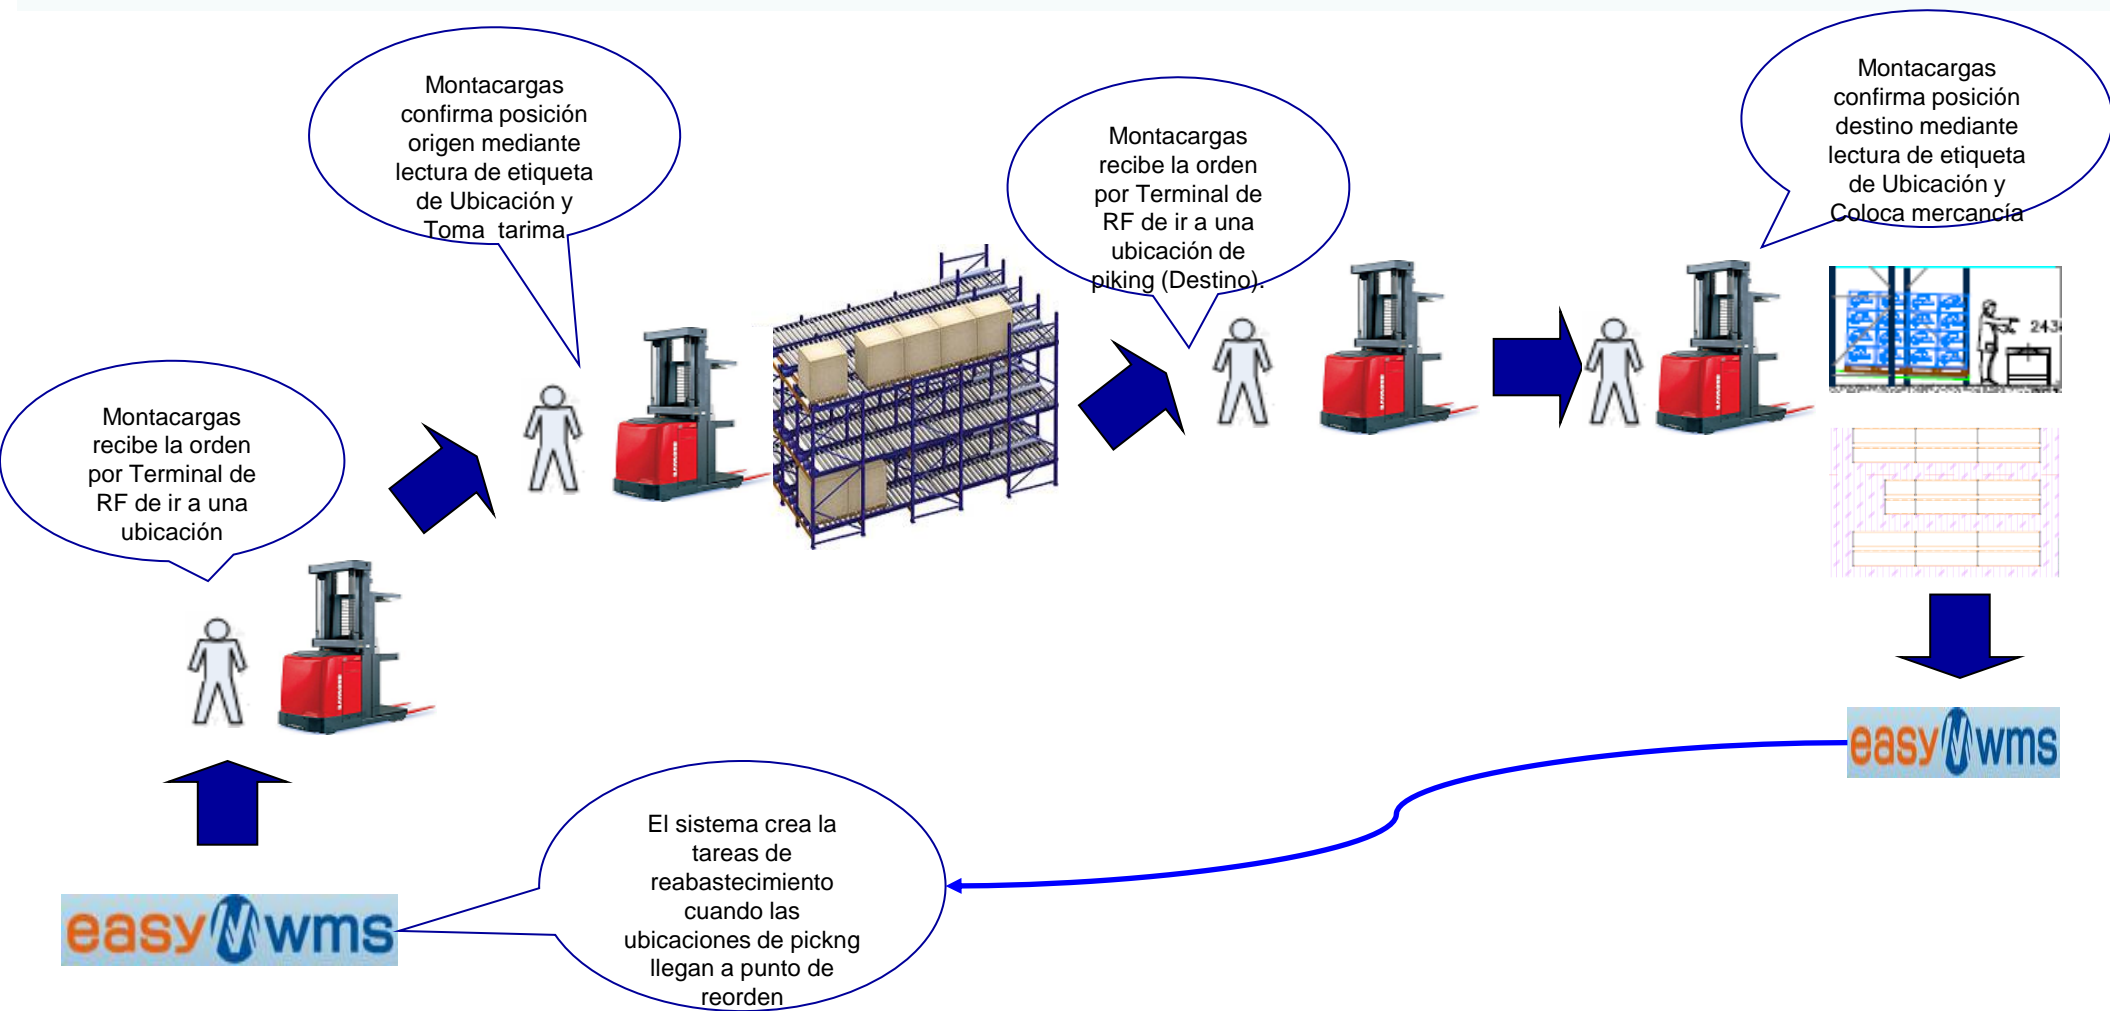 Montacargas
confirma posición
origen mediante
lectura de etiqueta
de Ubicación y
Toma  tarima
Montacargas
recibe la orden
por Terminal de
RF de ir a una
ubicación de
piking (Destino).
Montacargas
confirma posición
destino mediante
lectura de etiqueta
de Ubicación y
Coloca mercancía
Montacargas
recibe la orden
por Terminal de
RF de ir a una
ubicación
243
easy wms
El sistema crea la
tareas de
reabastecimiento
cuando las
ubicaciones de pickng
llegan a punto de
reorden
easy wms